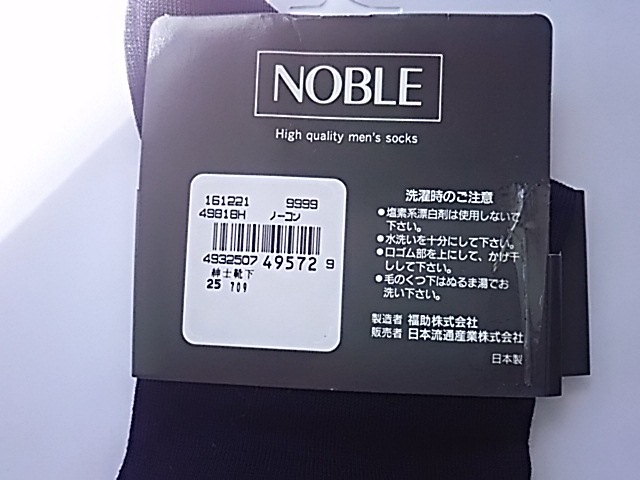 NOBLE
High quality men's socks
161221 9999
49818H ノーコン
4932507 49572 9
紳士靴下
25 709
洗濯時のご注意
●塩素系漂白剤は使用しないで
下さい。
●水洗いを十分にして下さい。
●口ゴム部を上にして、かげ干
しして下さい。
●毛のくつ下はぬるま湯でお
洗い下さい。
製造者 福助株式会社
販売者 日本流通産業株式会社
日本製